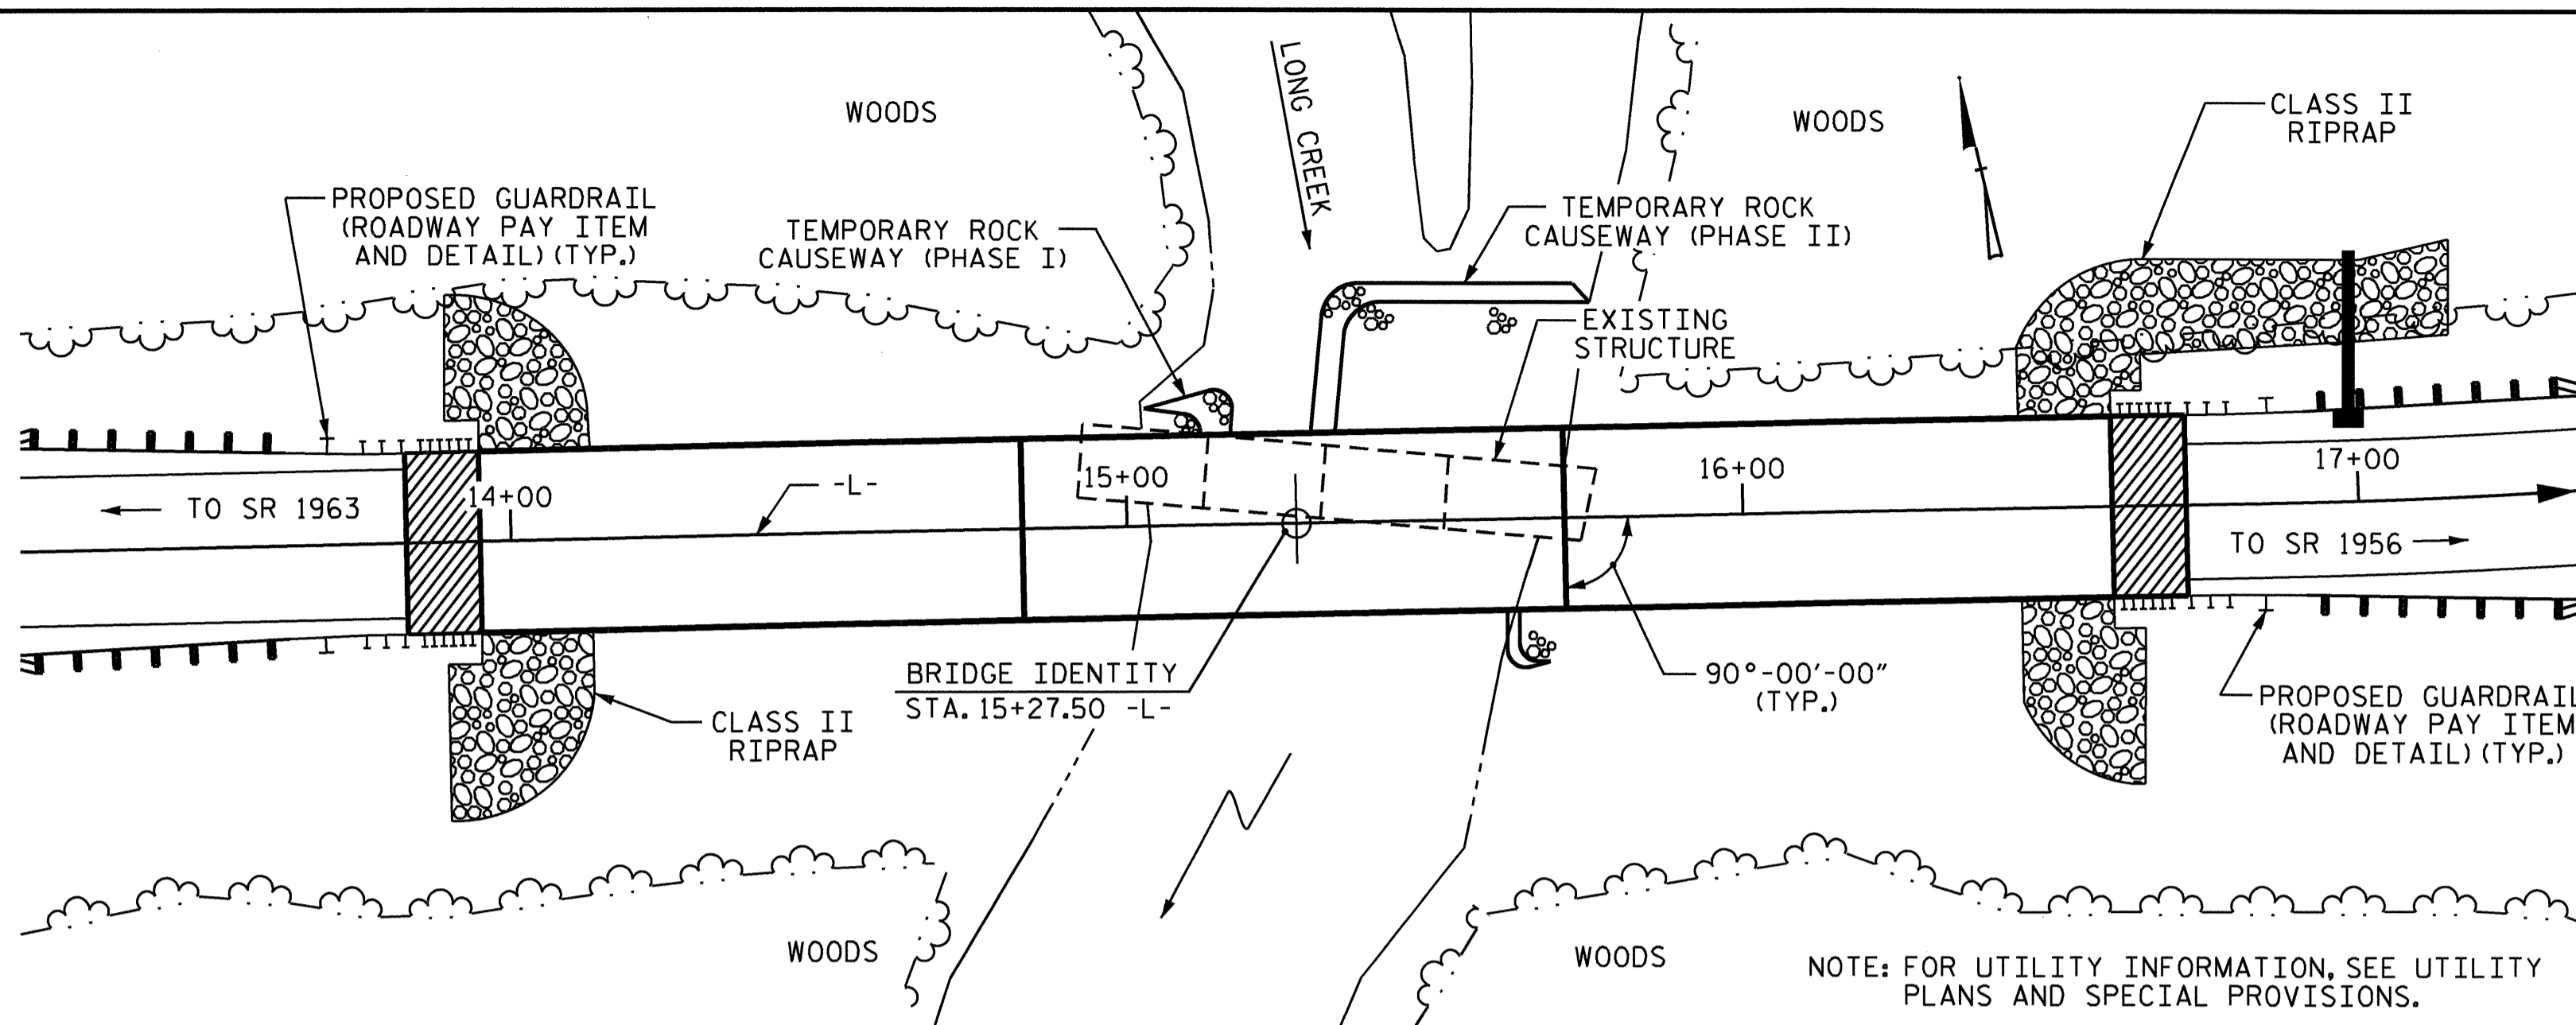 WOODS
LONG CREEK
WOODS
CLASS II
RIPRAP
PROPOSED GUARDRAIL
(ROADWAY PAY ITEM
AND DETAIL) (TYP.)
TEMPORARY ROCK
CAUSEWAY (PHASE I)
TEMPORARY ROCK
CAUSEWAY (PHASE II)
EXISTING
STRUCTURE
TO SR 1963
14+00
-L-
15+00
16+00
17+00
TO SR 1956
BRIDGE IDENTITY
STA. 15+27.50 -L-
90°-00'-00"
(TYP.)
CLASS II
RIPRAP
PROPOSED GUARDRAIL
(ROADWAY PAY ITEM
AND DETAIL) (TYP.)
WOODS
WOODS
NOTE: FOR UTILITY INFORMATION, SEE UTILITY
PLANS AND SPECIAL PROVISIONS.